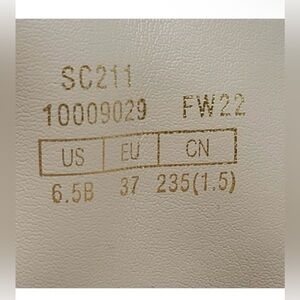 SC211
10009029 FW22
US EU CN
6.5B 37 235(1.5)